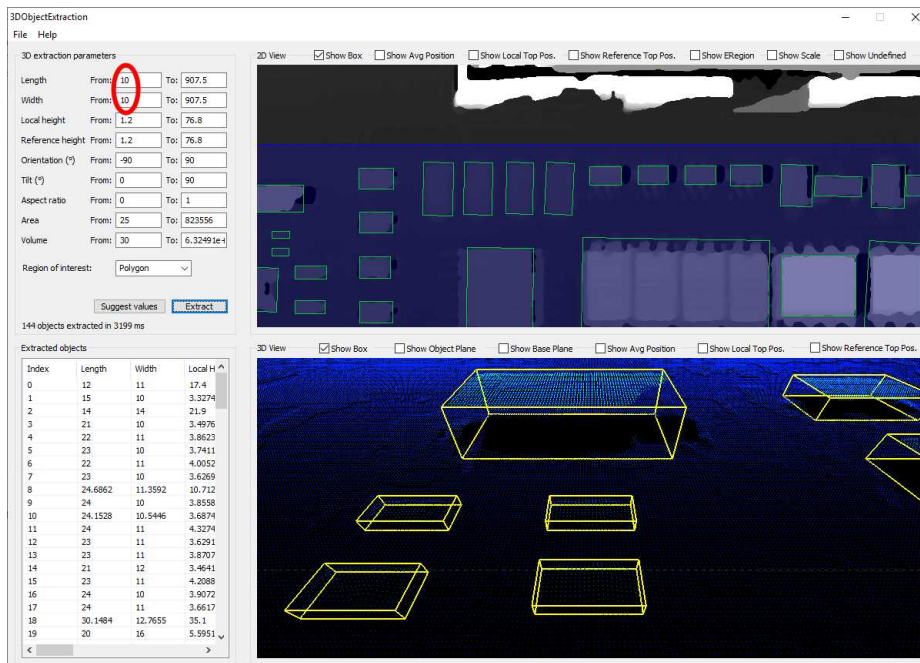 3DObjectExtraction
File Help
3D extraction parameters
Length From: 10 To: 907.5
Width From: 10 To: 907.5
Local height From: 1.2 To: 76.8
Reference height From: 1.2 To: 76.8
Orientation (º) From: -90 To: 90
Tilt (º) From: 0 To: 90
Aspect ratio From: 0 To: 1
Area From: 25 To: 823556
Volume From: 30 To: 6.32491e+
Region of interest: Polygon
Suggest values Extract
144 objects extracted in 3199 ms
2D View Show Box Show Avg Position Show Local Top Pos. Show Reference Top Pos. Show ERegion Show Scale Show Undefined
Extracted objects
Index Length Width Local H
0 12 11 17.4
1 15 10 3.3274
2 14 14 21.9
3 21 10 3.4976
4 22 11 3.8623
5 23 10 3.7411
6 22 11 4.0052
7 23 10 3.6269
8 24.6862 11.3592 10.712
9 24 10 3.8558
10 24.1528 10.5446 3.6874
11 24 11 4.3274
12 23 11 3.6291
13 23 11 3.8707
14 21 12 3.4641
15 23 11 4.2088
16 24 10 3.9072
17 24 11 3.6617
18 30.1484 12.7655 35.1
19 20 16 5.5951
3D View Show Box Show Object Plane Show Base Plane Show Avg Position Show Local Top Pos. Show Reference Top Pos.